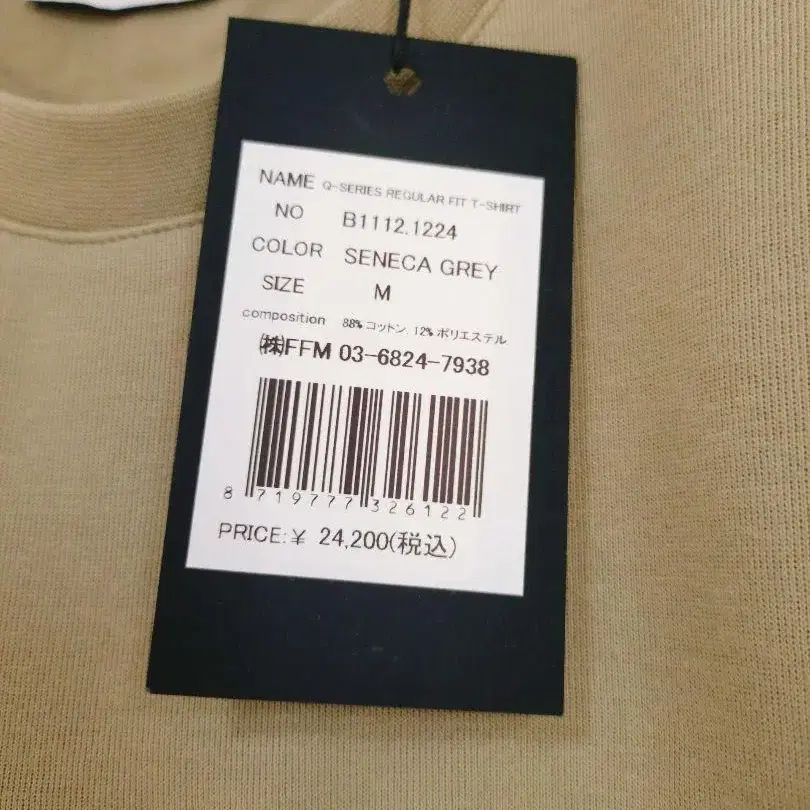 NAME Q-SERIES REGULAR FIT T-SHIRT
NO B1112.1224
COLOR SENECA GREY
SIZE M
composition 88% コットン, 12% ポリエステル
㈱FFM 03-6824-7938
8 719777 326122
PRICE:¥ 24,200(税込)